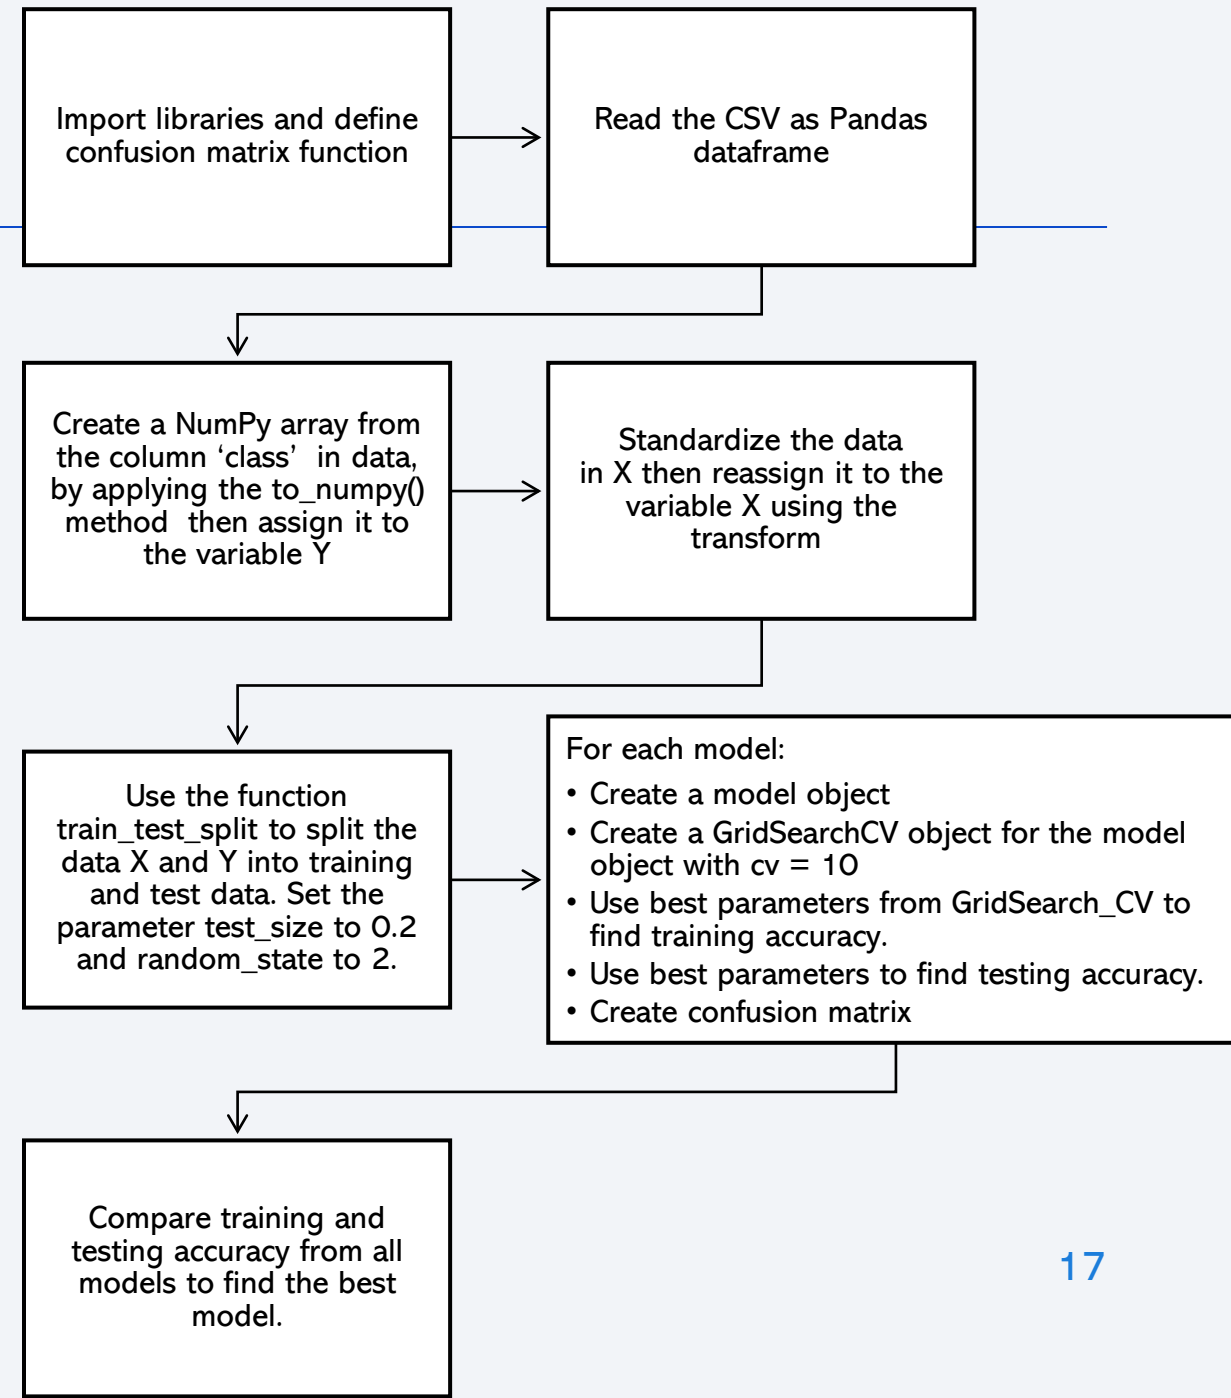 Import libraries and define
confusion matrix function
Read the CSV as Pandas
dataframe
Create a NumPy array from
the column ‘class’  in data,
by applying the to_numpy()
method  then assign it to
the variable Y
Standardize the data
in X then reassign it to the
variable X using the
transform
Use the function
train_test_split to split the
data X and Y into training
and test data. Set the
parameter test_size to 0.2
and random_state to 2.
For each model:
• Create a model object
• Create a GridSearchCV object for the model
object with cv = 10
• Use best parameters from GridSearch_CV to
find training accuracy.
• Use best parameters to find testing accuracy.
• Create confusion matrix
Compare training and
testing accuracy from all
models to find the best
model.
17